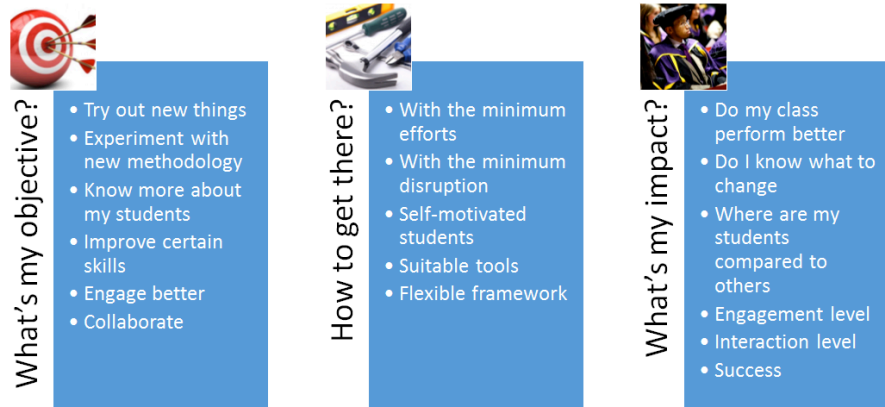 What's my objective?
• Try out new things
• Experiment with
new methodology
• Know more about
my students
• Improve certain
skills
• Engage better
• Collaborate
How to get there?
• With the minimum
efforts
• With the minimum
disruption
• Self-motivated
students
• Suitable tools
• Flexible framework
What's my impact?
• Do my class
perform better
• Do I know what to
change
• Where are my
students
compared to
others
• Engagement level
• Interaction level
• Success